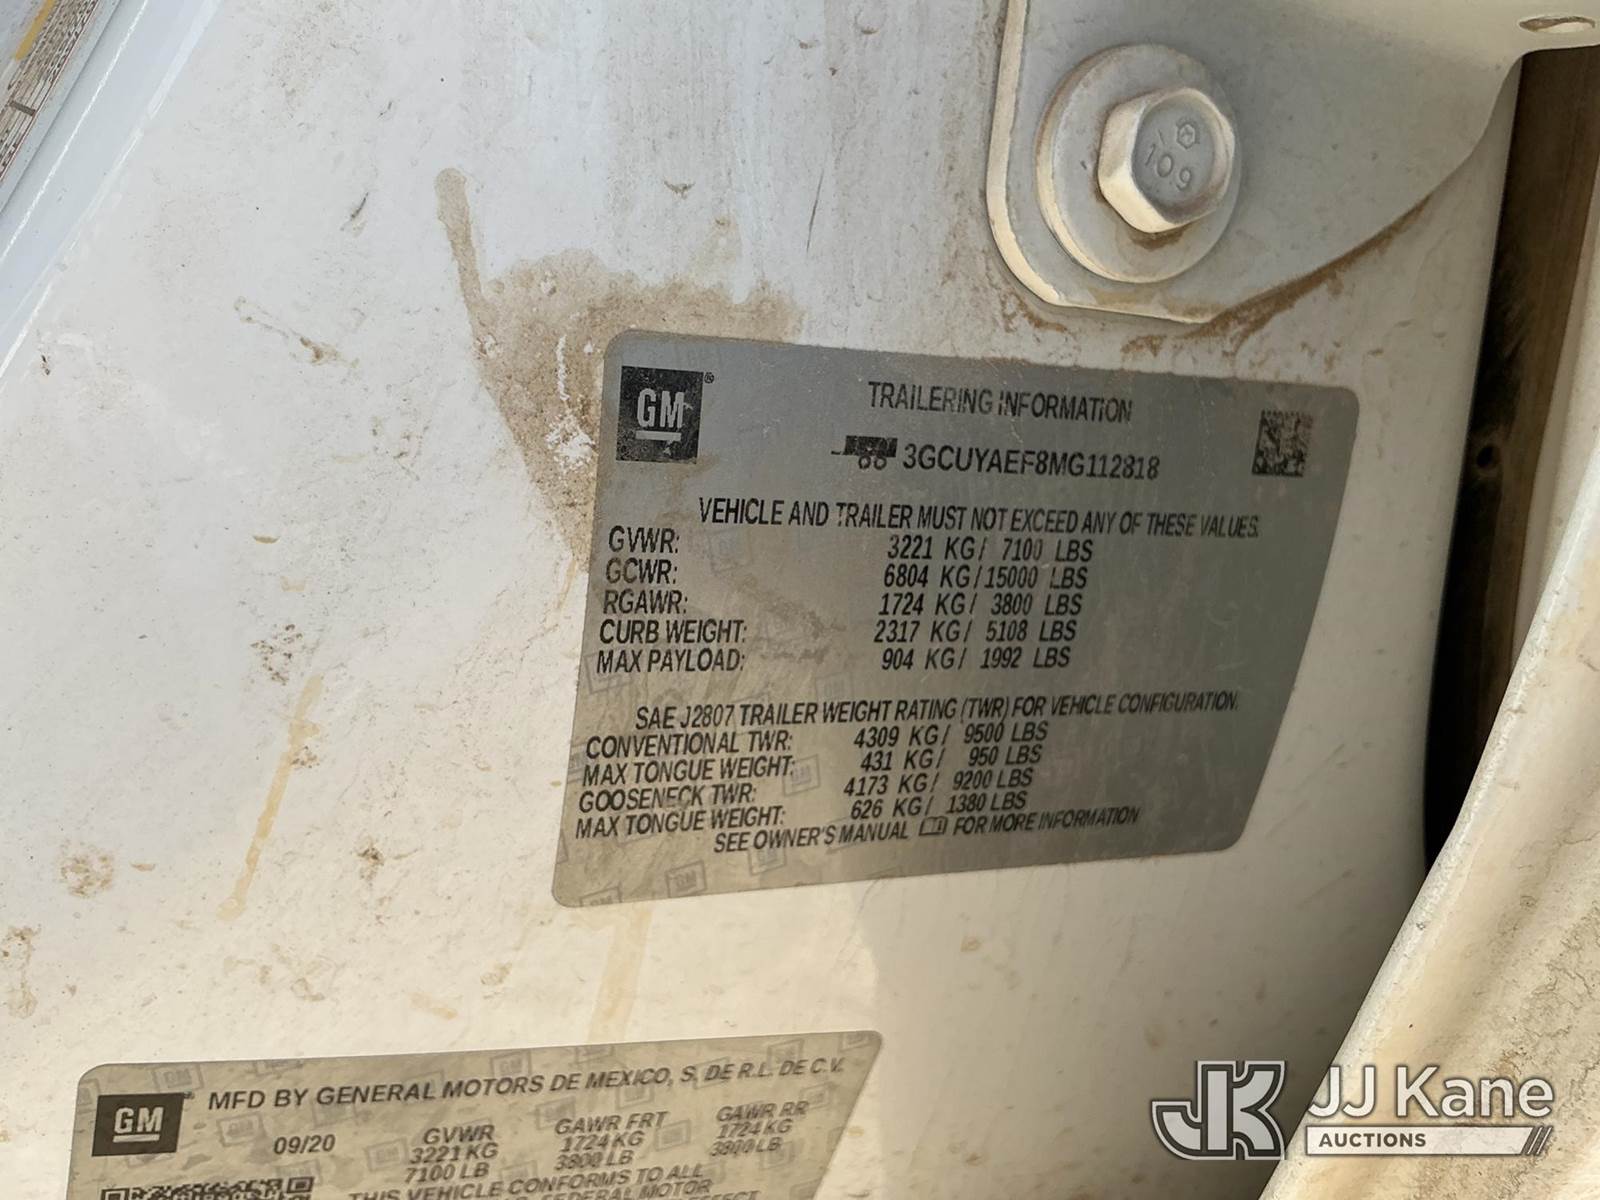 109
GM
TRAILERING INFORMATION
3GCUYAEF8MG112818
VEHICLE AND TRAILER MUST NOT EXCEED ANY OF THESE VALUES.
GVWR: 3221 KG/ 7100 LBS
GCWR: 6804 KG/15000 LBS
RGAWR: 1724 KG/ 3800 LBS
CURB WEIGHT: 2317 KG/ 5108 LBS
MAX PAYLOAD: 904 KG/ 1992 LBS
SAE J2807 TRAILER WEIGHT RATING (TWR) FOR VEHICLE CONFIGURATION.
CONVENTIONAL TWR: 4309 KG/ 9500 LBS
MAX TONGUE WEIGHT: 431 KG/ 950 LBS
GOOSENECK TWR: 4173 KG/ 9200 LBS
MAX TONGUE WEIGHT: 626 KG/ 1380 LBS
SEE OWNER'S MANUAL FOR MORE INFORMATION
GM
MFD BY GENERAL MOTORS DE MEXICO, S. DE R.L. DE C.V.
09/20 GVWR GAWR FRT GAWR RR
3221 KG 1724 KG 1724 KG
7100 LB 3800 LB 3800 LB
THIS VEHICLE CONFORMS TO ALL
FEDERAL MOTOR
JK JJ Kane
AUCTIONS